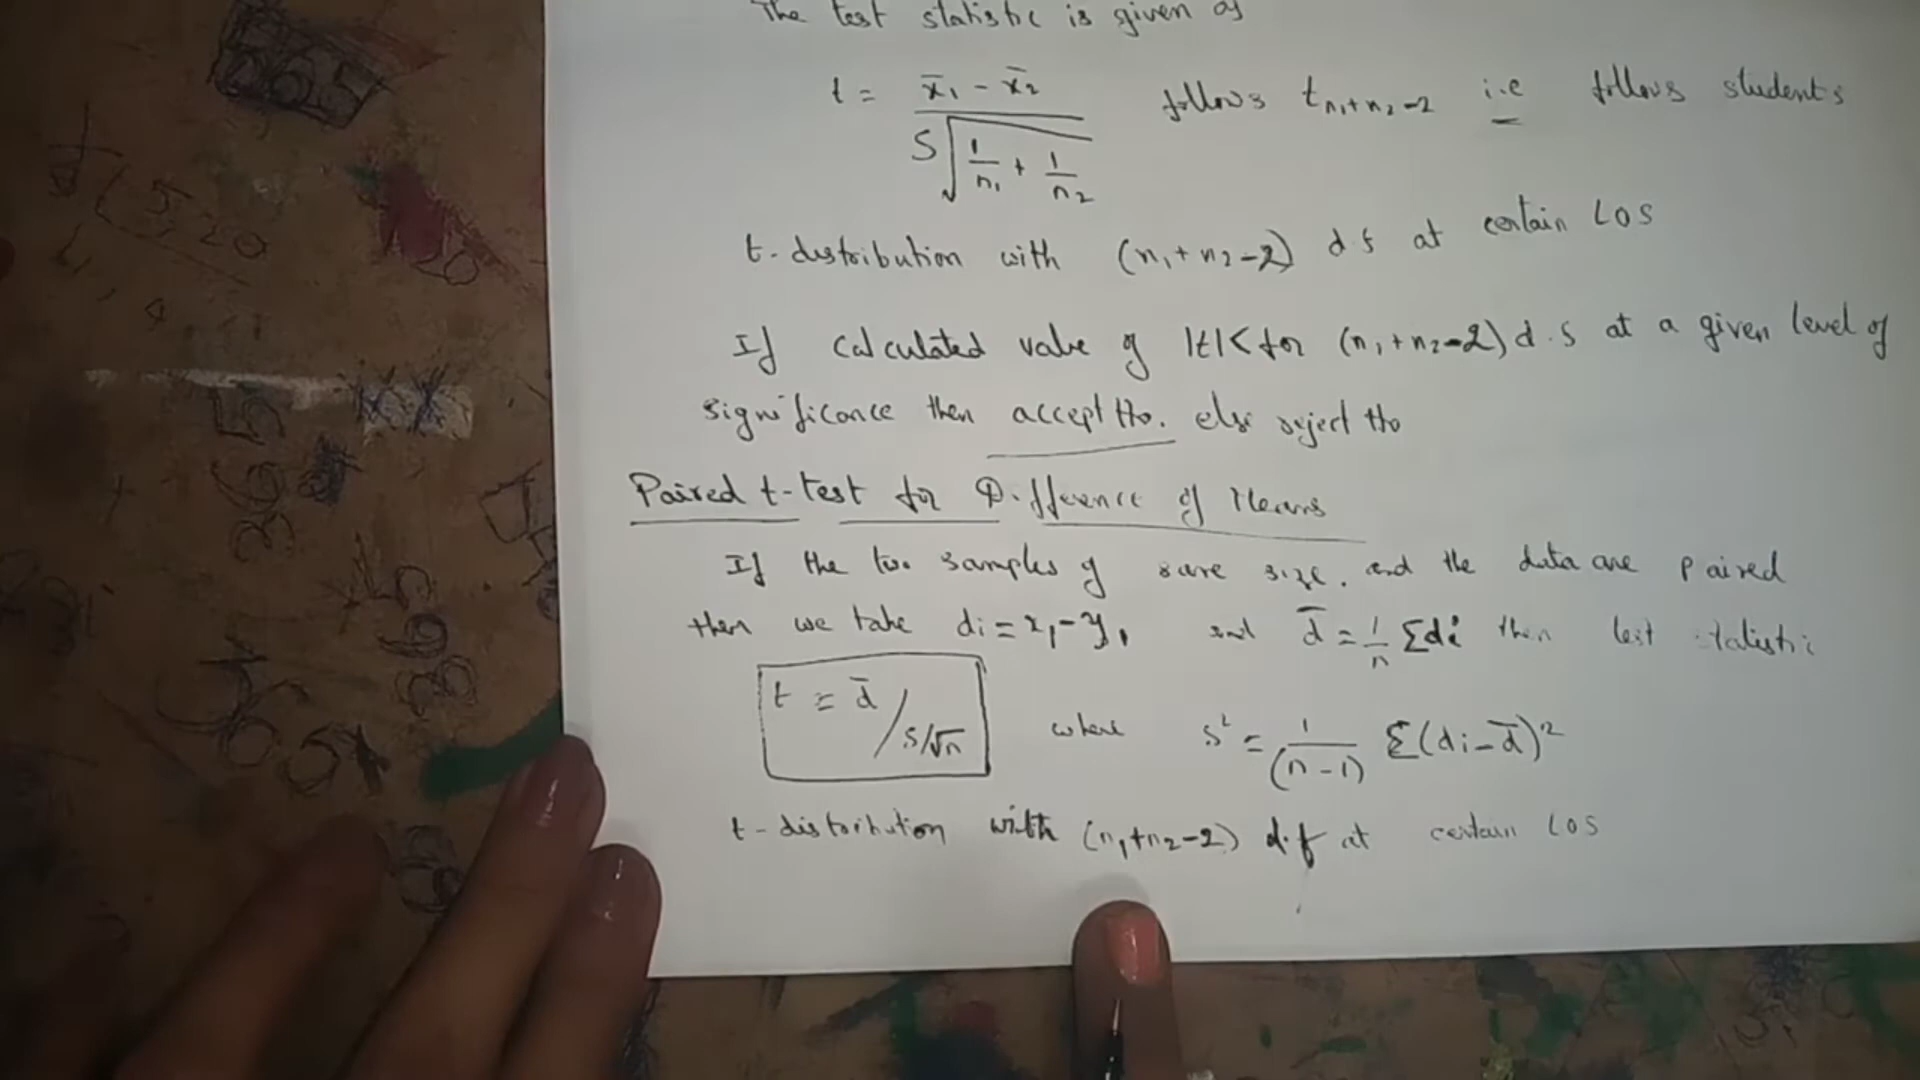 The test statistic is given as
t = x̄₁ - x̄₂ / S√(1/n₁ + 1/n₂) follows t n₁+n₂-2 i.e follows students
t-distribution with (n₁+n₂-2) d.f at certain LOS
If calculated value of |t|< for (n₁+n₂-2) d.f at a given level of
significance then accept Ho. else reject Ho
Paired t-test for Difference of Means
If the two samples of same size. and the data are paired
then we take di = x₁-y₁ and d̄ = 1/n Σdi then test statistic
t = d̄ / s/√n where s² = 1/(n-1) Σ(di-d̄)²
t-distribution with (n₁+n₂-2) d.f at certain LOS